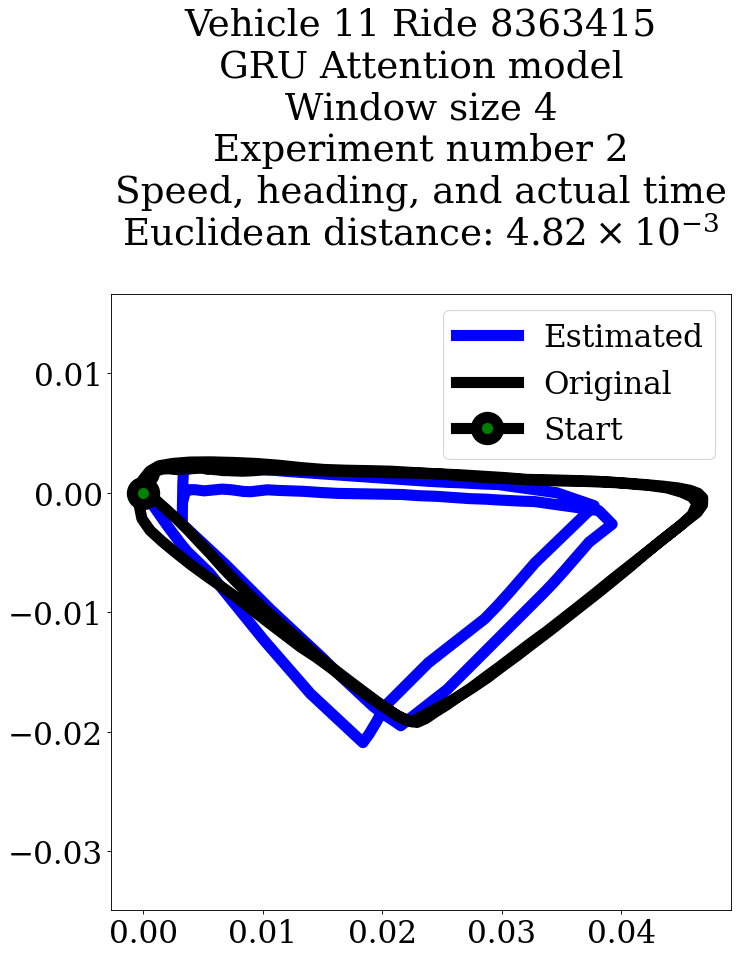 Vehicle 11 Ride 8363415
GRU Attention model
Window size 4
Experiment number 2
Speed, heading, and actual time
Euclidean distance: 4.82 × 10⁻³
Estimated
Original
Start
0.01
0.00
−0.01
−0.02
−0.03
0.00 0.01 0.02 0.03 0.04